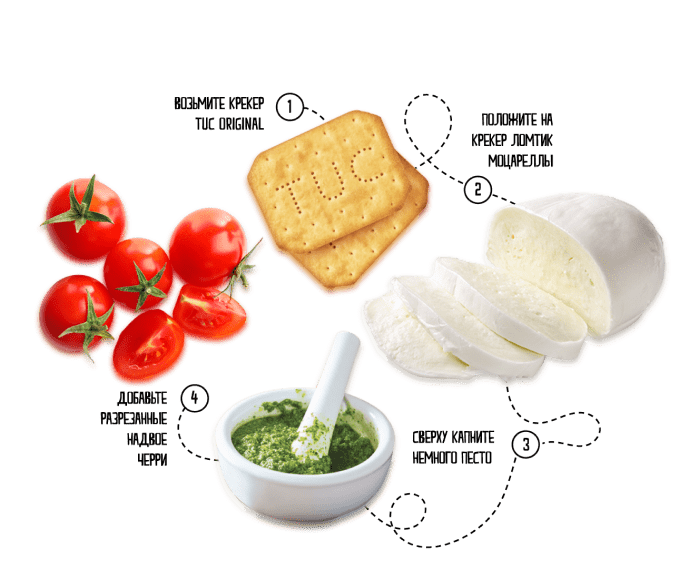 ВОЗЬМИТЕ КРЕКЕР
TUC ORIGINAL
1
TUC
ПОЛОЖИТЕ НА
КРЕКЕР ЛОМТИК
МОЦАРЕЛЛЫ
2
СВЕРХУ КАПНИТЕ
НЕМНОГО ПЕСТО
3
ДОБАВЬТЕ
РАЗРЕЗАННЫЕ
НАДВОЕ
ЧЕРРИ
4